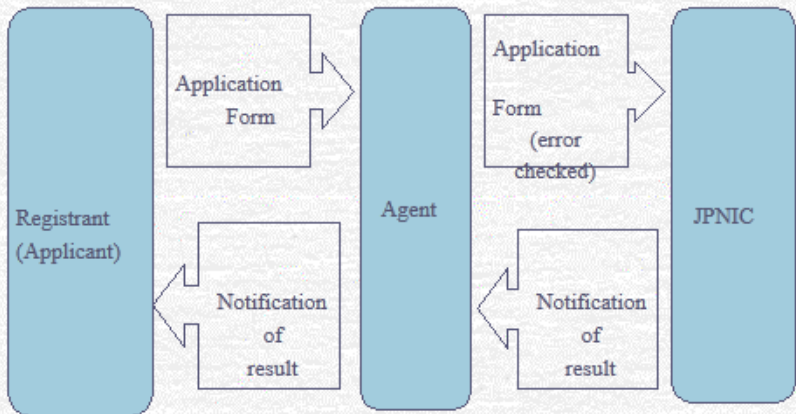 Registrant
(Applicant)
Application
Form
Agent
Application
Form
(error
checked)
JPNIC
Notification
of
result
Notification
of
result